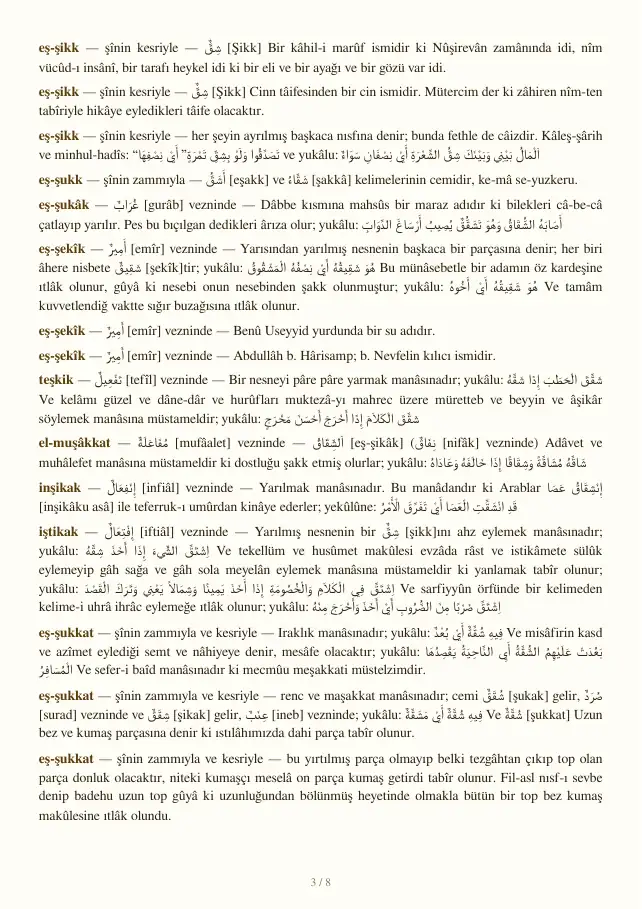 eş-şikk — şînin kesriyle — شِقٌّ [Şikk] Bir kâhil-i marûf ismidir ki Nûşirevân zamânında idi, nîm
vücûd-ı insânî, bir tarafı heykel idi ki bir eli ve bir ayağı ve bir gözü var idi.
eş-şikk — şînin kesriyle — شِقٌّ [Şikk] Cinn tâifesinden bir cin ismidir. Mütercim der ki zâhiren nîm-ten
tabîriyle hikâye eyledikleri tâife olacaktır.
eş-şikk — şînin kesriyle — her şeyin ayrılmış başkaca nısfına denir; bunda fethle de câizdir. Kâleş-şârih
ve minhul-hadîs: “تَصَدَّقُوا وَلَوْ بِشِقِّ تَمْرَةٍ” أَيْ نِصْفِهَا ve yukâlu: اَلْمَالُ بَيْنِي وَبَيْنَكَ شِقُّ الشَّعْرَةِ أَيْ نِصْفَانِ سَوَاءٌ
eş-şukk — şînin zammıyla — أَشَقُّ [eşakk] ve شَقَّاءُ [şakkâ] kelimelerinin cemidir, ke-mâ se-yuzkeru.
eş-şukâk — غُرَابٌ [gurâb] vezninde — Dâbbe kısmına mahsûs bir maraz adıdır ki bilekleri câ-be-câ
çatlayıp yarılır. Pes bu bıçılgan dedikleri ârıza olur; yukâlu: أَصَابَهُ الشُّقَاقُ وَهُوَ تَشَقُّقٌ يُصِيبُ أَرْسَاغَ الدَّوَابّ
eş-şekîk — أَمِيرٌ [emîr] vezninde — Yarısından yarılmış nesnenin başkaca bir parçasına denir; her biri
âhere nisbete شَقِيقٌ [şekîk]tir; yukâlu: هُوَ شَقِيقُهُ أَيْ نِصْفُهُ الْمَشْقُوقُ Bu münâsebetle bir adamın öz kardeşine
ıtlâk olunur, gûyâ ki nesebi onun nesebinden şakk olunmuştur; yukâlu: هُوَ شَقِيقُهُ أَيْ أَخُوهُ Ve tamâm
kuvvetlendiğ vaktte sığır buzağısına ıtlâk olunur.
eş-şekîk — أَمِيرٌ [emîr] vezninde — Benû Useyyid yurdunda bir su adıdır.
eş-şekîk — أَمِيرٌ [emîr] vezninde — Abdullâh b. Hârisamp; b. Nevfelin kılıcı ismidir.
teşkik — تَفْعِيلٌ [tefîl] vezninde — Bir nesneyi pâre pâre yarmak manâsınadır; yukâlu: شَقَّقَ الْحَطَبَ إِذَا شَقَّهُ
Ve kelâmı güzel ve dâne-dâr ve hurûfları muktezâ-yı mahrec üzere müretteb ve beyyin ve âşikâr
söylemek manâsına müstameldir; yukâlu: شَقَّقَ الْكَلاَمَ إِذَا أَخْرَجَ أَحْسَنَ مَخْرَجٍ
el-muşâkkat — مُفَاعَلَةٌ [mufâalet] vezninde — اَلشِّقَاقُ [eş-şikâk] (نِفَاقٌ [nifâk] vezninde) Adâvet ve
muhâlefet manâsına müstameldir ki dostluğu şakk etmiş olurlar; yukâlu: شَاقَّهُ مُشَاقَّةً وَشِقَاقًا إِذَا خَالَفَهُ وَعَادَاهُ
inşikak — إِنْفِعَالٌ [infiâl] vezninde — Yarılmak manâsınadır. Bu manâdandır ki Arablar إِنْشِقَاقُ عَصَا
[inşikâku asâ] ile teferruk-ı umûrdan kinâye ederler; yekûlûne: قَدِ انْشَقَّتِ الْعَصَا أَيْ تَفَرَّقَ الْأَمْرُ
iştikak — إِفْتِعَالٌ [iftiâl] vezninde — Yarılmış nesnenin bir شِقٌّ [şikk]ını ahz eylemek manâsınadır;
yukâlu: إِشْتَقَّ الشَّيْءَ إِذَا أَخَذَ شِقَّهُ Ve tekellüm ve husûmet makûlesi evzâda râst ve istikâmete sülûk
eylemeyip gâh sağa ve gâh sola meyelân eylemek manâsına müstameldir ki yanlamak tabîr olunur;
yukâlu: إِشْتَقَّ فِي الْكَلاَمِ وَالْخُصُومَةِ إِذَا أَخَذَ يَمِينًا وَشِمَالاً يَعْنِي وَتَرَكَ الْقَصْدَ Ve sarfiyyûn örfünde bir kelimeden
kelime-i uhrâ ihrâc eylemeğe ıtlâk olunur; yukâlu: إِشْتَقَّ ضَرْبًا مِنَ الضُّرُوبِ أَيْ أَخَذَ وَأَخْرَجَ مِنْهُ
eş-şukkat — şînin zammıyla ve kesriyle — Iraklık manâsınadır; yukâlu: فِيهِ شُقَّةٌ أَيْ بُعْدٌ Ve misâfirin kasd
ve azîmet eylediği semt ve nâhiyeye denir, mesâfe olacaktır; yukâlu: بَعُدَتْ عَلَيْهِمُ الشُّقَّةُ أَيِ النَّاحِيَةُ يَقْصِدُهَا
الْمُسَافِرُ Ve sefer-i baîd manâsınadır ki mecmûu meşakkati müstelzimdir.
eş-şukkat — şînin zammıyla ve kesriyle — renc ve maşakkat manâsınadır; cemi شُقَقٌ [şukak] gelir, صُرَدٌ
[surad] vezninde ve شِقَقٌ [şikak] gelir, عِنَبٌ [ineb] vezninde; yukâlu: فِيهِ شُقَّةٌ أَيْ مَشَقَّةٌ Ve شُقَّةٌ [şukkat] Uzun
bez ve kumaş parçasına denir ki ıstılâhımızda dahi parça tabîr olunur.
eş-şukkat — şînin zammıyla ve kesriyle — bu yırtılmış parça olmayıp belki tezgâhtan çıkıp top olan
parça donluk olacaktır, niteki kumaşçı meselâ on parça kumaş getirdi tabîr olunur. Fil-asl nısf-ı sevbe
denip badehu uzun top gûyâ ki uzunluğundan bölünmüş heyetinde olmakla bütün bir top bez kumaş
makûlesine ıtlâk olundu.
3 / 8